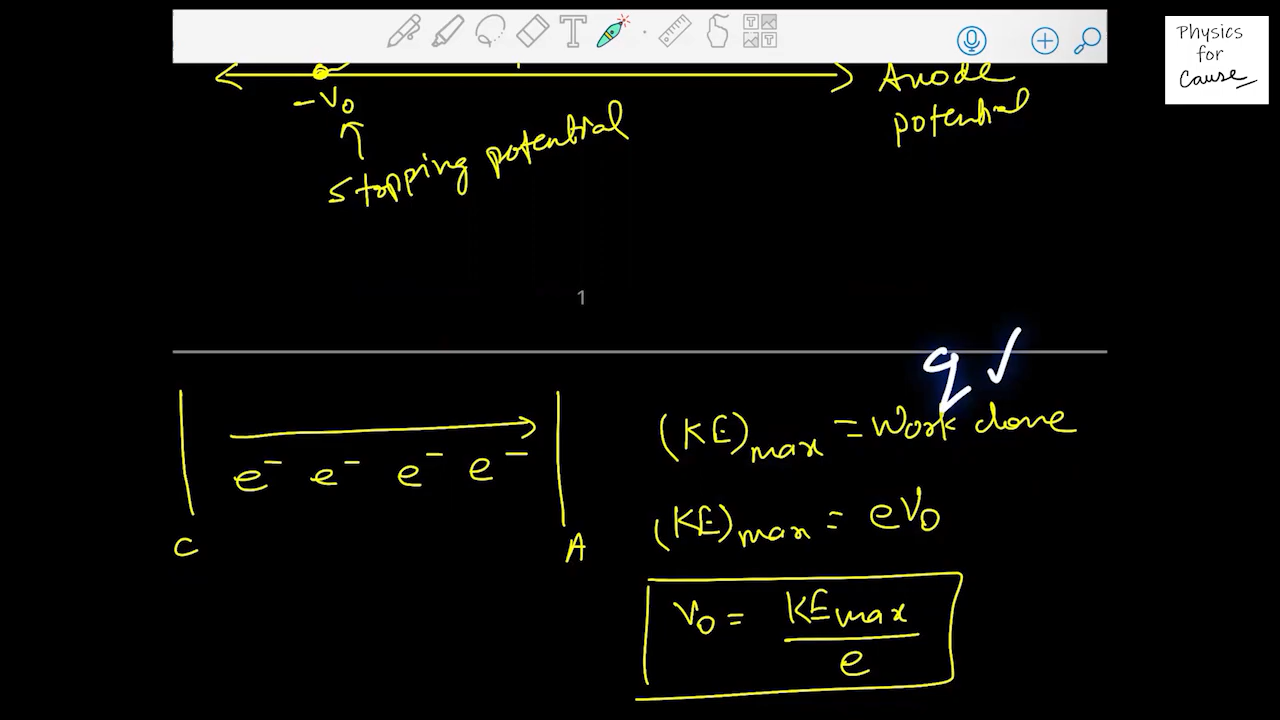 Physics
for
Cause
Anode
potential
-V₀
↑
Stopping potential
1
q ✓
(KE)max = Work done
e⁻ e⁻ e⁻ e⁻
(KE)max = eV₀
C
A
V₀ = KEmax / e